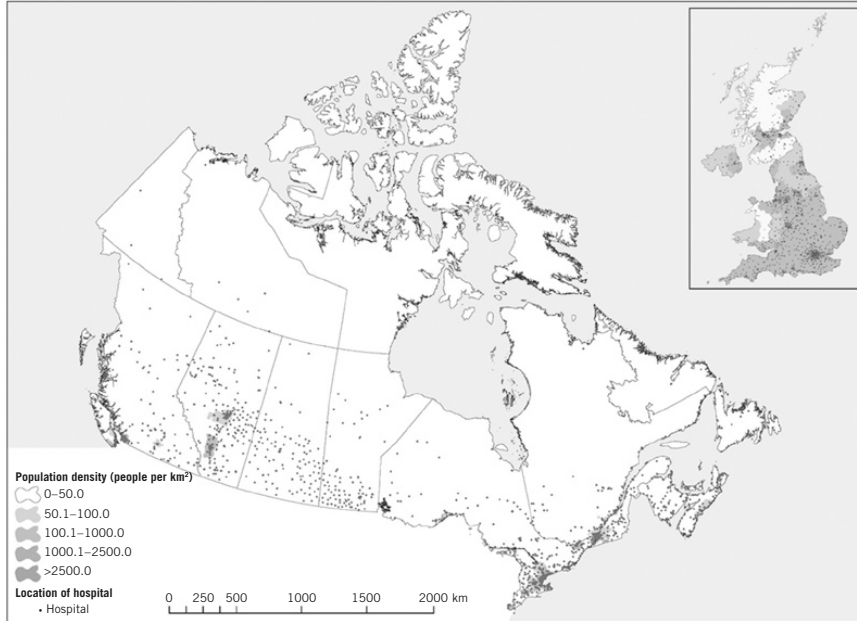 Population density (people per km²)
0–50.0
50.1–100.0
100.1–1000.0
1000.1–2500.0
>2500.0
Location of hospital
• Hospital
0 250 500 1000 1500 2000 km